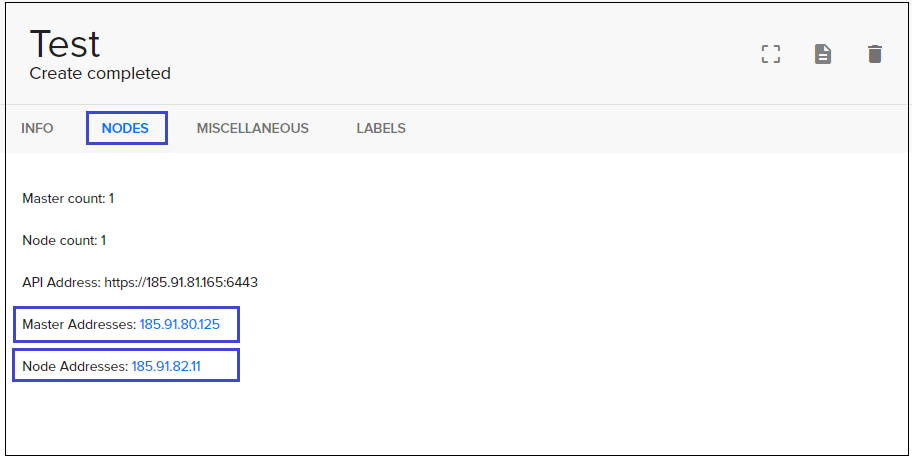 Test
Create completed
INFO NODES MISCELLANEOUS LABELS
Master count: 1
Node count: 1
API Address: https://185.91.81.165:6443
Master Addresses: 185.91.80.125
Node Addresses: 185.91.82.11